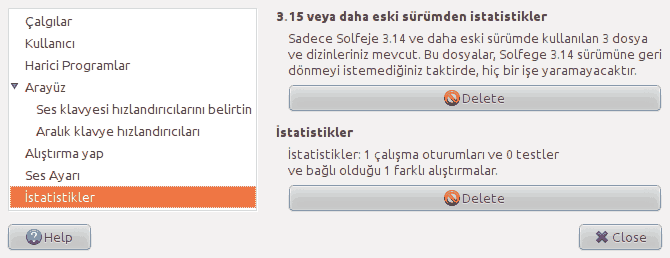 Çalgılar
Kullanıcı
Harici Programlar
Arayüz
Ses klavyesi hızlandırıcılarını belirtin
Aralık klavye hızlandırıcıları
Alıştırma yap
Ses Ayarı
İstatistikler
3.15 veya daha eski sürümden istatistikler
Sadece Solfeje 3.14 ve daha eski sürümde kullanılan 3 dosya
ve dizinleriniz mevcut. Bu dosyalar, Solfege 3.14 sürümüne geri
dönmeyi istemediğiniz taktirde, hiç bir işe yaramayacaktır.
Delete
İstatistikler
İstatistikler: 1 çalışma oturumları ve 0 testler
ve bağlı olduğu 1 farklı alıştırmalar.
Delete
Help
Close